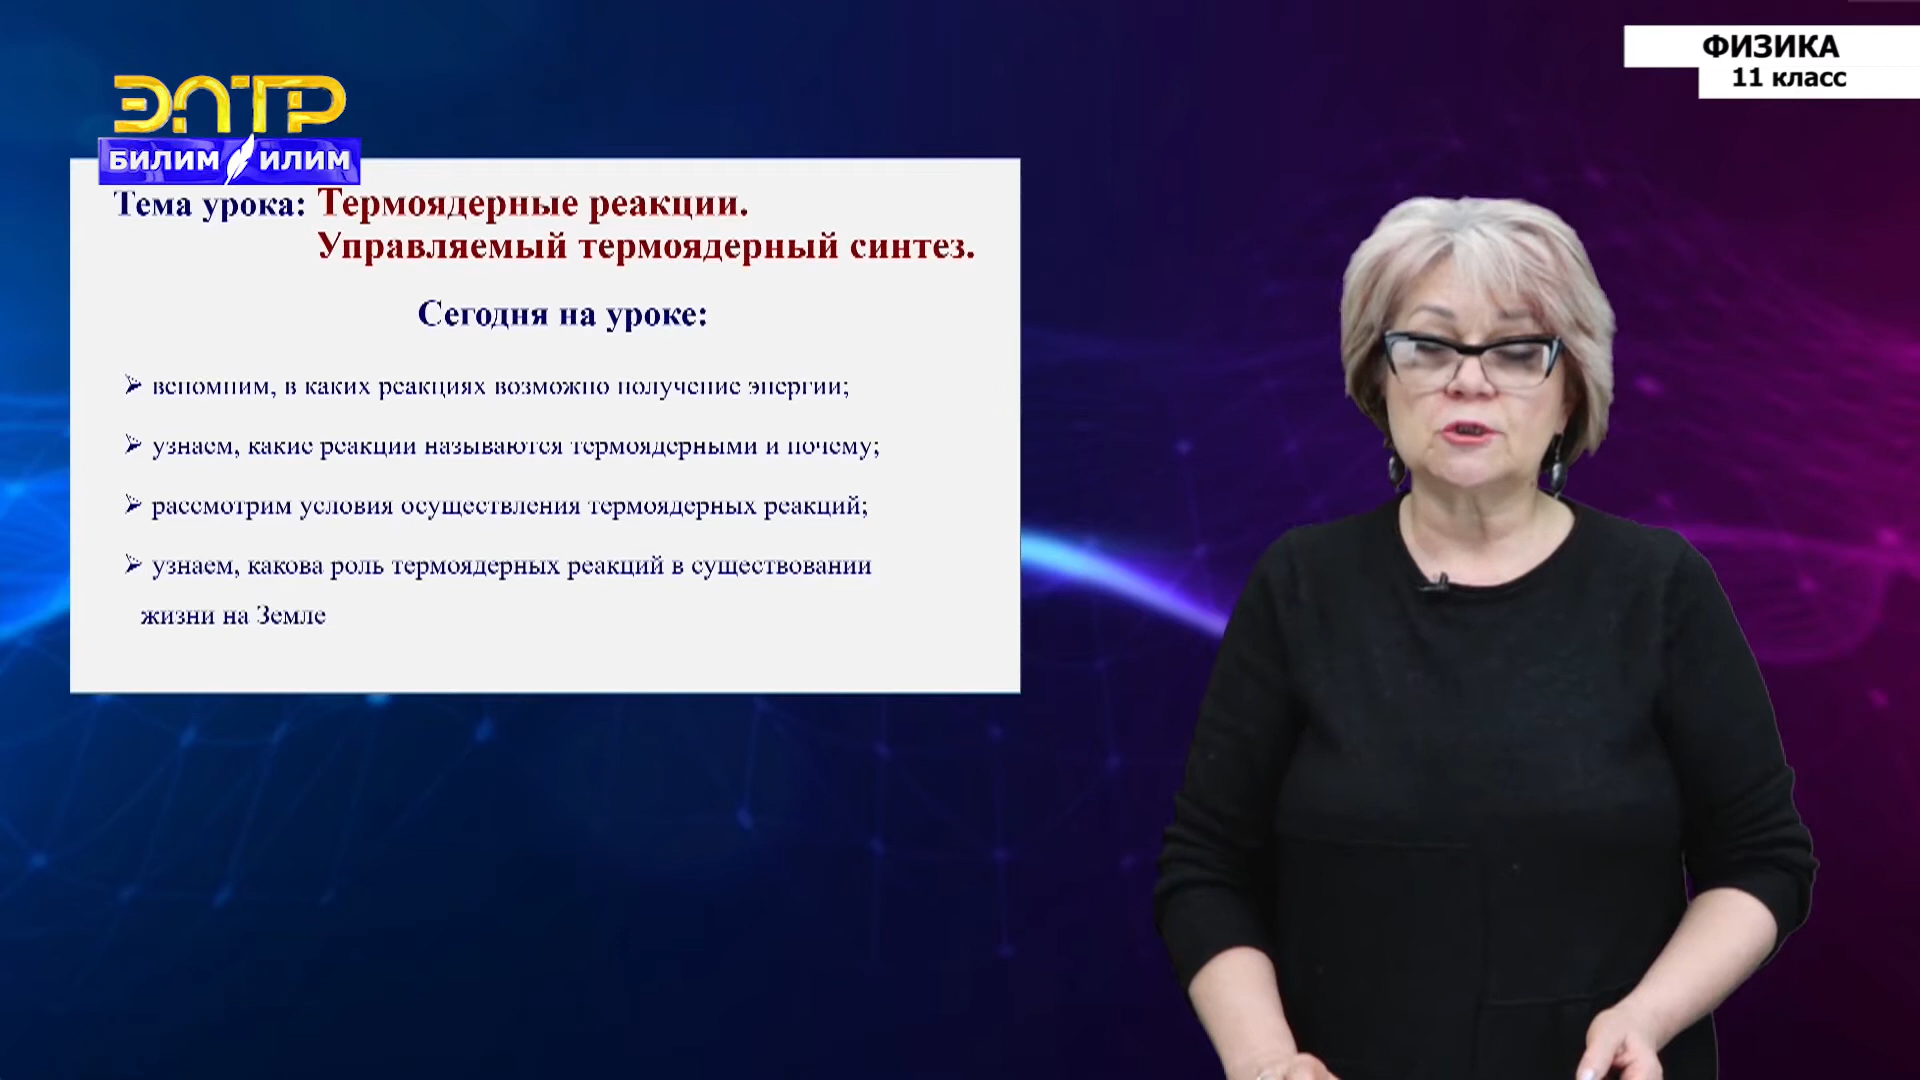 ФИЗИКА
11 класс
ЭЛТР
БИЛИМ ИЛИМ
Тема урока: Термоядерные реакции.
Управляемый термоядерный синтез.
Сегодня на уроке:
➢ вспомним, в каких реакциях возможно получение энергии;
➢ узнаем, какие реакции называются термоядерными и почему;
➢ рассмотрим условия осуществления термоядерных реакций;
➢ узнаем, какова роль термоядерных реакций в существовании
жизни на Земле